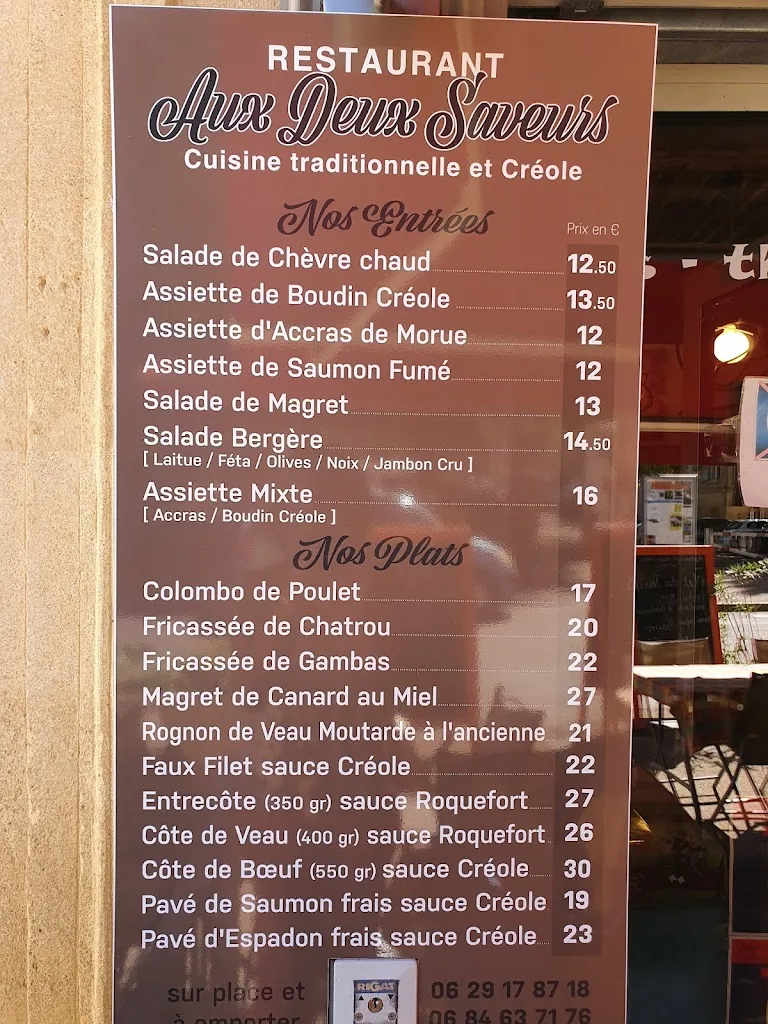 RESTAURANT
Aux Deux Saveurs
Cuisine traditionnelle et Créole
Nos Entrées
Prix en €
Salade de Chèvre chaud 12.50
Assiette de Boudin Créole 13.50
Assiette d'Accras de Morue 12
Assiette de Saumon Fumé 12
Salade de Magret 13
Salade Bergère 14.50
[ Laitue / Féta / Olives / Noix / Jambon Cru ]
Assiette Mixte 16
[ Accras / Boudin Créole ]
Nos Plats
Colombo de Poulet 17
Fricassée de Chatrou 20
Fricassée de Gambas 22
Magret de Canard au Miel 27
Rognon de Veau Moutarde à l'ancienne 21
Faux Filet sauce Créole 22
Entrecôte (350 gr) sauce Roquefort 27
Côte de Veau (400 gr) sauce Roquefort 26
Côte de Bœuf (550 gr) sauce Créole 30
Pavé de Saumon frais sauce Créole 19
Pavé d'Espadon frais sauce Créole 23
sur place et 06 29 17 87 18
à emporter 06 84 63 71 76
RIGAT